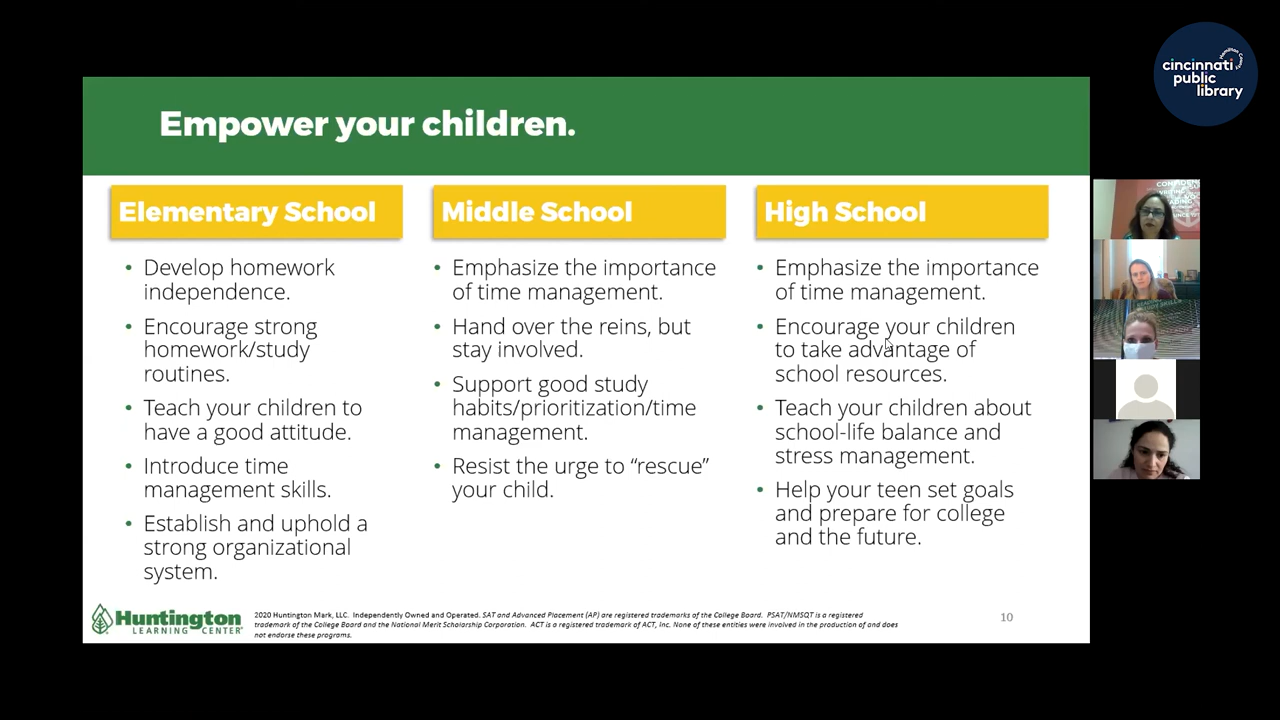 Empower your children.
Elementary School
• Develop homework
independence.
• Encourage strong
homework/study
routines.
• Teach your children to
have a good attitude.
• Introduce time
management skills.
• Establish and uphold a
strong organizational
system.
Middle School
• Emphasize the importance
of time management.
• Hand over the reins, but
stay involved.
• Support good study
habits/prioritization/time
management.
• Resist the urge to “rescue”
your child.
High School
• Emphasize the importance
of time management.
• Encourage your children
to take advantage of
school resources.
• Teach your children about
school-life balance and
stress management.
• Help your teen set goals
and prepare for college
and the future.
Huntington
LEARNING CENTER
2020 Huntington Mark, LLC. Independently Owned and Operated. SAT and Advanced Placement (AP) are registered trademarks of the College Board. PSAT/NMSQT is a registered
trademark of the College Board and the National Merit Scholarship Corporation. ACT is a registered trademark of ACT, Inc. None of these entities were involved in the production of and does
not endorse these programs.
10
cincinnati
public
library